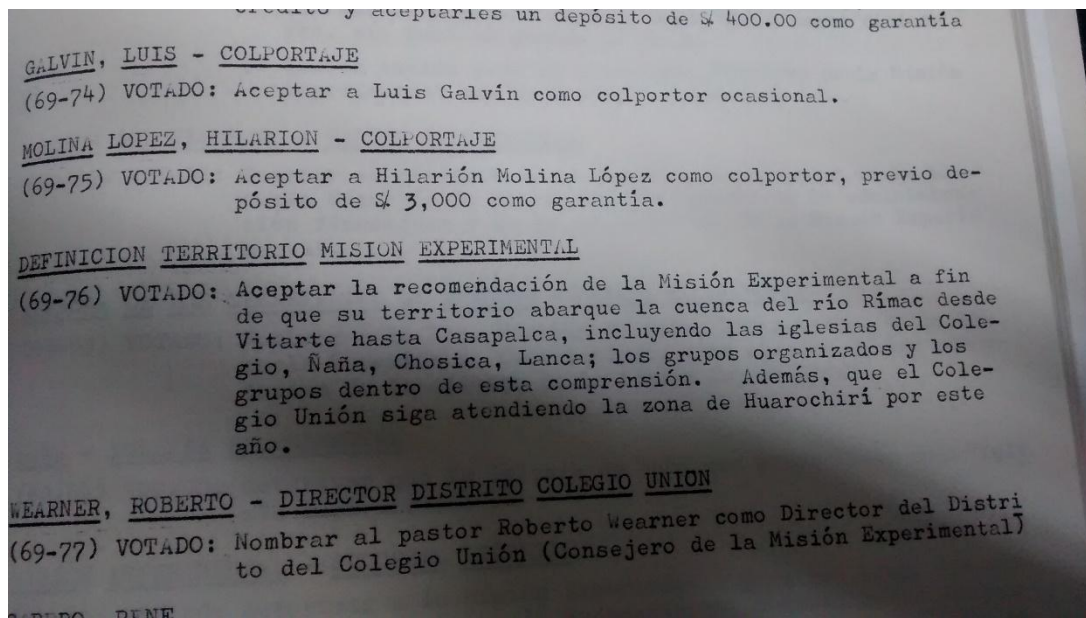 crédito y aceptarles un depósito de S/ 400.00 como garantía
GALVIN, LUIS - COLPORTAJE
(69-74) VOTADO: Aceptar a Luis Galvín como colportor ocasional.
MOLINA LOPEZ, HILARION - COLPORTAJE
(69-75) VOTADO: Aceptar a Hilarión Molina López como colportor, previo de-
pósito de S/ 3,000 como garantía.
DEFINICION TERRITORIO MISION EXPERIMENTAL
(69-76) VOTADO: Aceptar la recomendación de la Misión Experimental a fin
de que su territorio abarque la cuenca del río Rímac desde
Vitarte hasta Casapalca, incluyendo las iglesias del Cole-
gio, Ñaña, Chosica, Lanca; los grupos organizados y los
grupos dentro de esta comprensión. Además, que el Cole-
gio Unión siga atendiendo la zona de Huarochirí por este
año.
WEARNER, ROBERTO - DIRECTOR DISTRITO COLEGIO UNION
(69-77) VOTADO: Nombrar al pastor Roberto Wearner como Director del Distri
to del Colegio Unión (Consejero de la Misión Experimental)
RENE